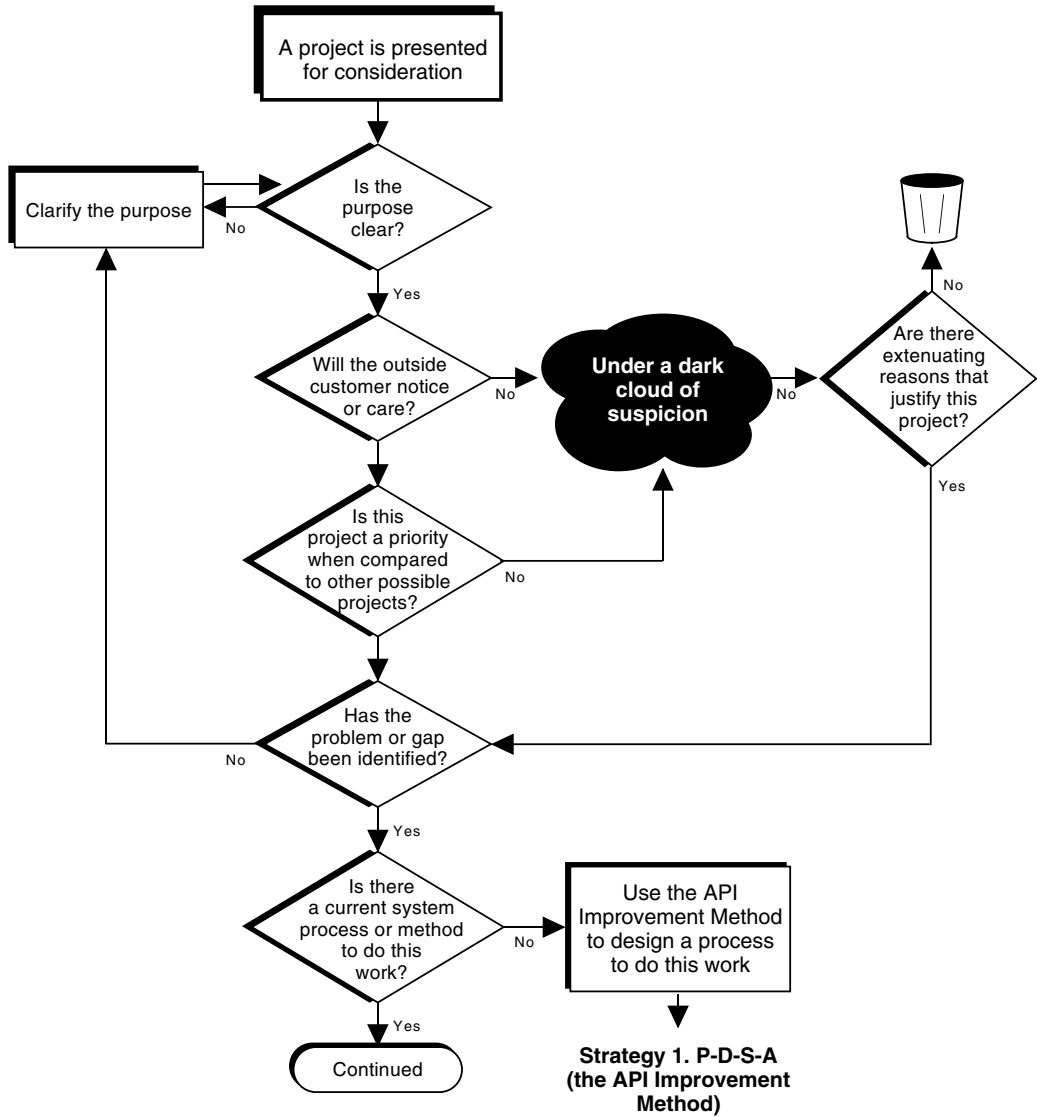 A project is presented
for consideration
Is the
purpose
clear?
Clarify the purpose
No
Yes
Will the outside
customer notice
or care?
No
Under a dark
cloud of
suspicion
No
Are there
extenuating
reasons that
justify this
project?
No
Yes
Is this
project a priority
when compared
to other possible
projects?
No
Has the
problem or gap
been identified?
No
Yes
Is there
a current system
process or method
to do this
work?
No
Use the API
Improvement Method
to design a process
to do this work
Yes
Continued
Strategy 1. P-D-S-A
(the API Improvement
Method)